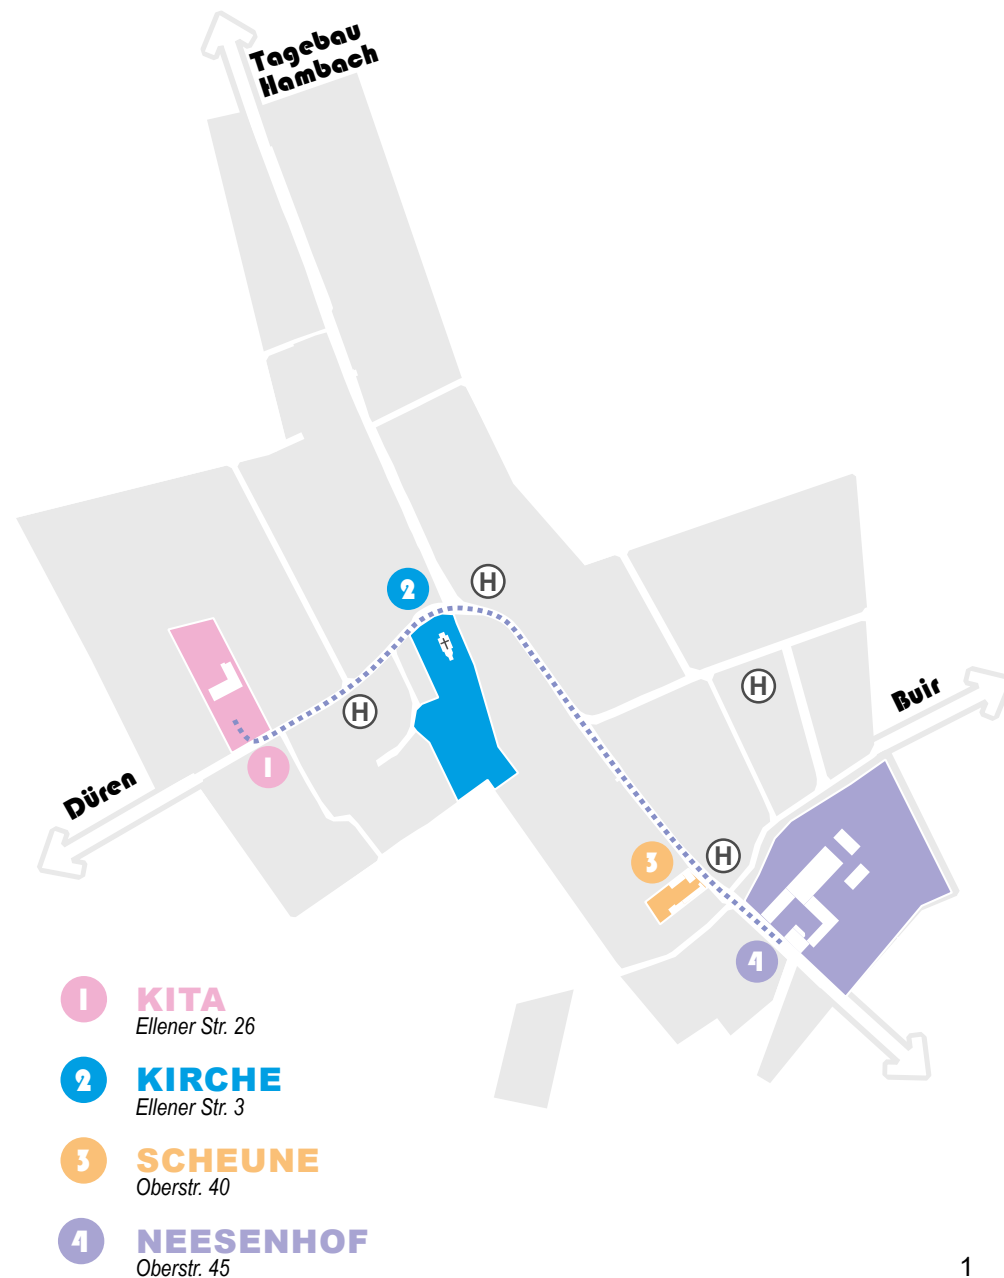 Tagebau
Hambach
2
H
H
H
Buir
1
Düren
3
H
4
1 KITA
Ellener Str. 26
2 KIRCHE
Ellener Str. 3
3 SCHEUNE
Oberstr. 40
4 NEESENHOF
Oberstr. 45
1